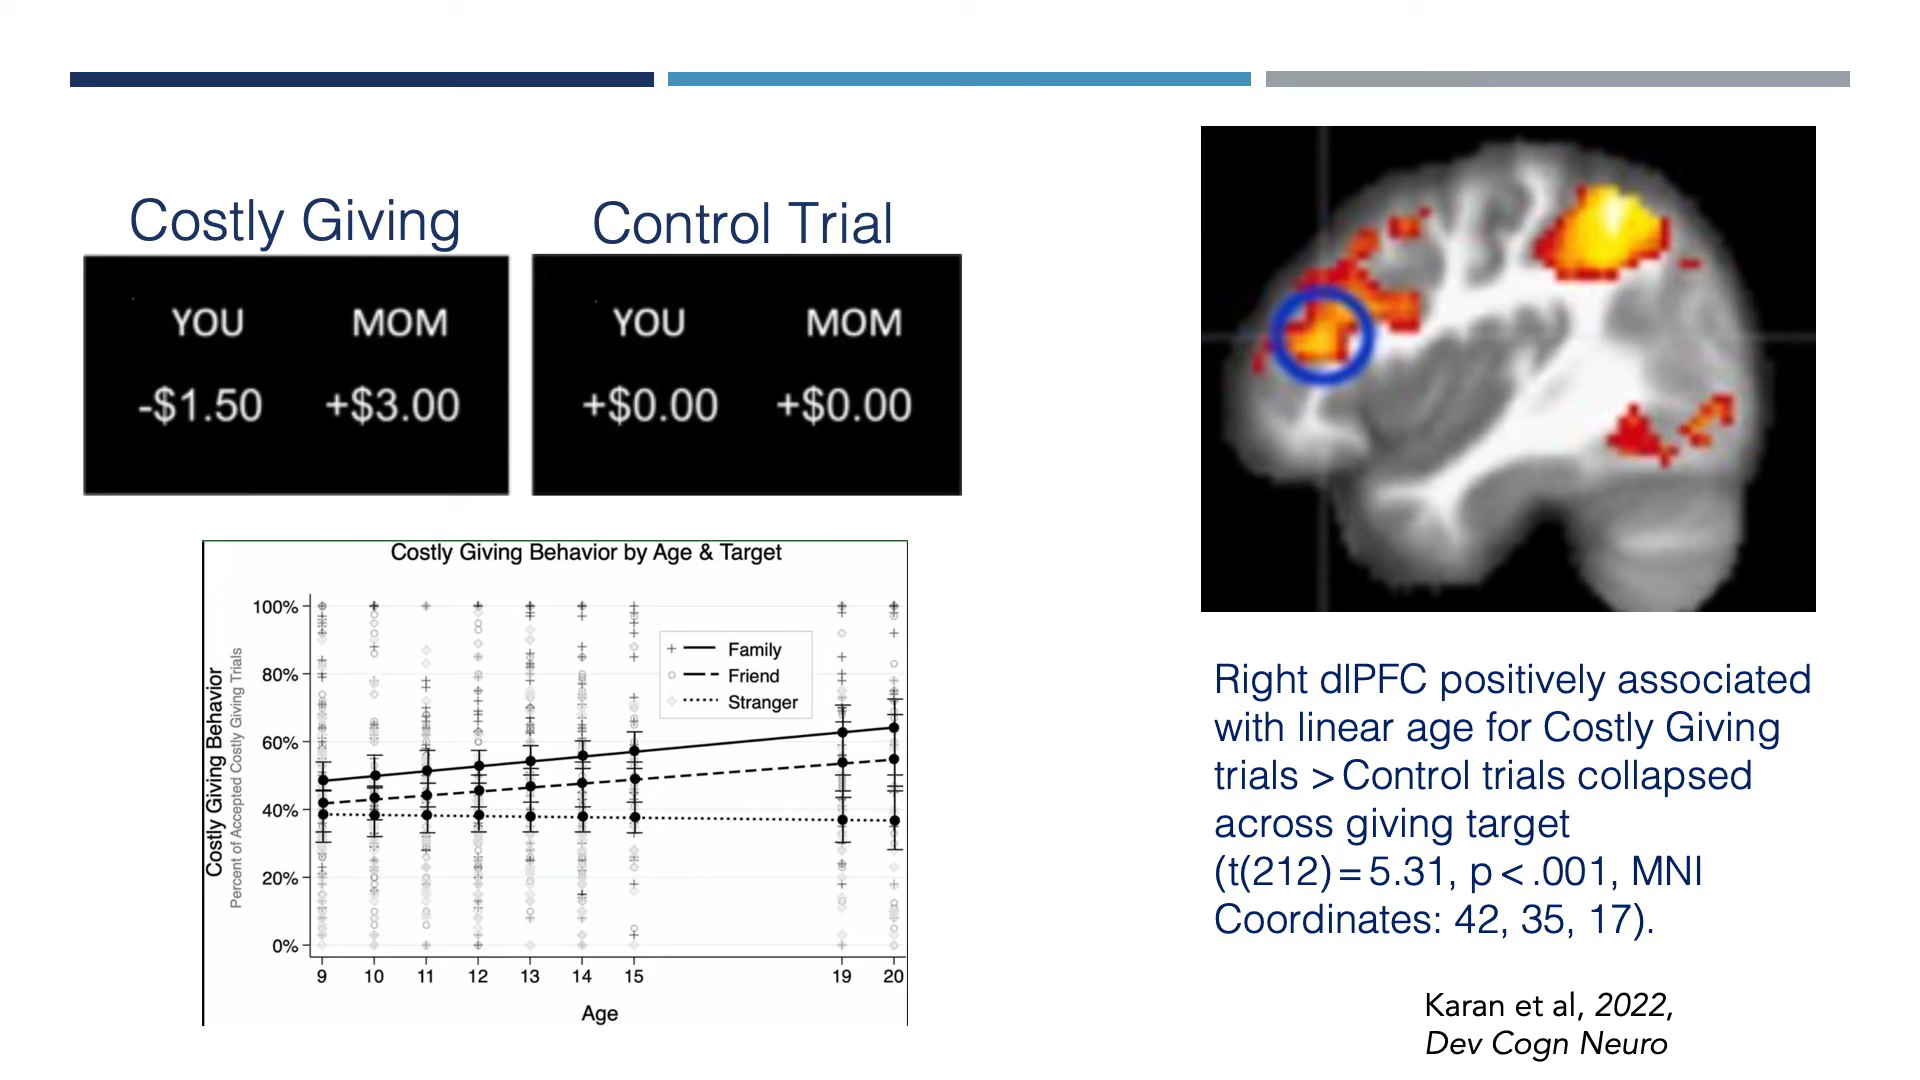 Costly Giving
Control Trial
YOU MOM
-$1.50 +$3.00
YOU MOM
+$0.00 +$0.00
Costly Giving Behavior by Age & Target
Costly Giving Behavior
Percent of Accepted Costly Giving Trials
100%
80%
60%
40%
20%
0%
Family
Friend
Stranger
9 10 11 12 13 14 15 19 20
Age
Right dlPFC positively associated
with linear age for Costly Giving
trials > Control trials collapsed
across giving target
(t(212) = 5.31, p < .001, MNI
Coordinates: 42, 35, 17).
Karan et al, 2022,
Dev Cogn Neuro